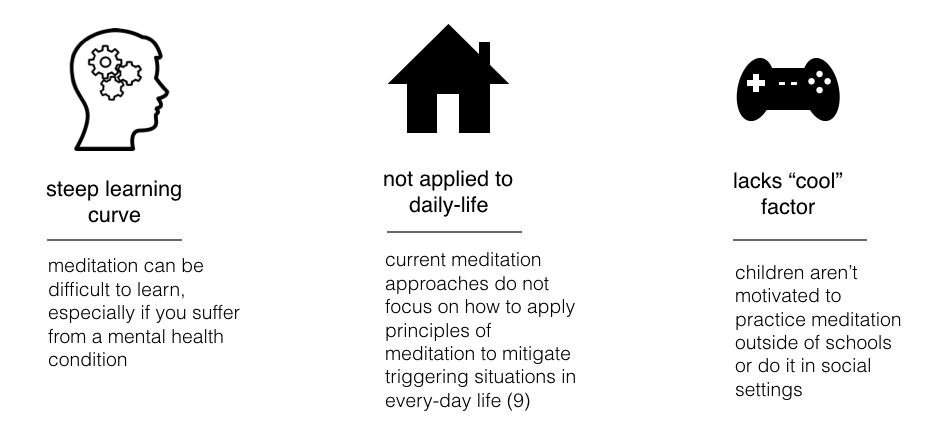 steep learning
curve
meditation can be
difficult to learn,
especially if you suffer
from a mental health
condition
not applied to
daily-life
current meditation
approaches do not
focus on how to apply
principles of
meditation to mitigate
triggering situations in
every-day life (9)
lacks “cool”
factor
children aren’t
motivated to
practice meditation
outside of schools
or do it in social
settings